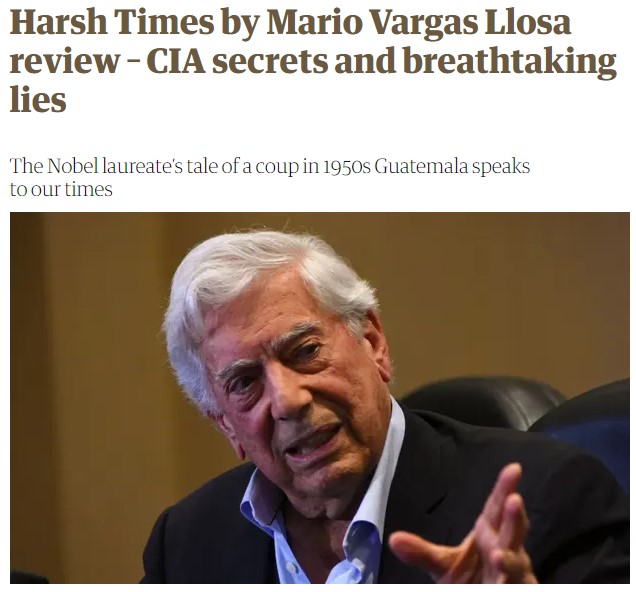 Harsh Times by Mario Vargas Llosa
review – CIA secrets and breathtaking
lies
The Nobel laureate’s tale of a coup in 1950s Guatemala speaks
to our times